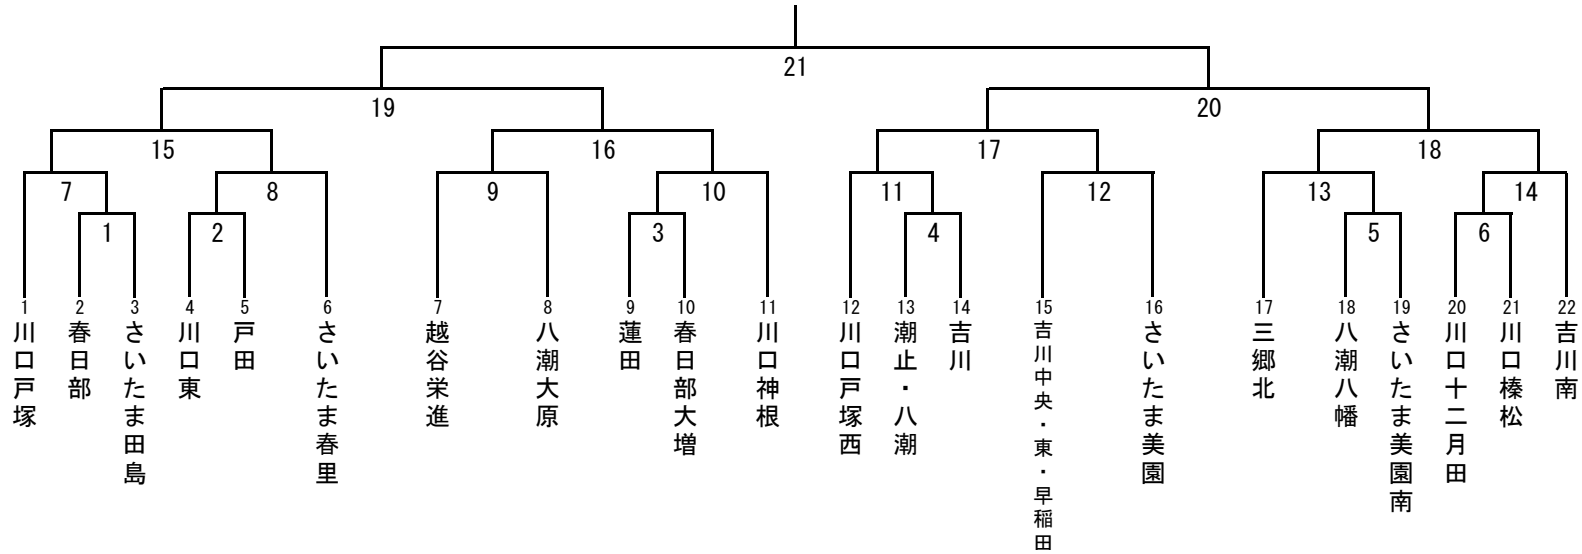 21
19
20
15
16
17
18
7
8
9
10
11
12
13
14
1
2
3
4
5
6
1
川口戸塚
2
春日部
3
さいたま田島
4
川口東
5
戸田
6
さいたま春里
7
越谷栄進
8
八潮大原
9
蓮田
10
春日部大増
11
川口神根
12
川口戸塚西
13
潮止・八潮
14
吉川
15
吉川中央・東・早稲田
16
さいたま美園
17
三郷北
18
八潮八幡
19
さいたま美園南
20
川口十二月田
21
川口榛松
22
吉川南